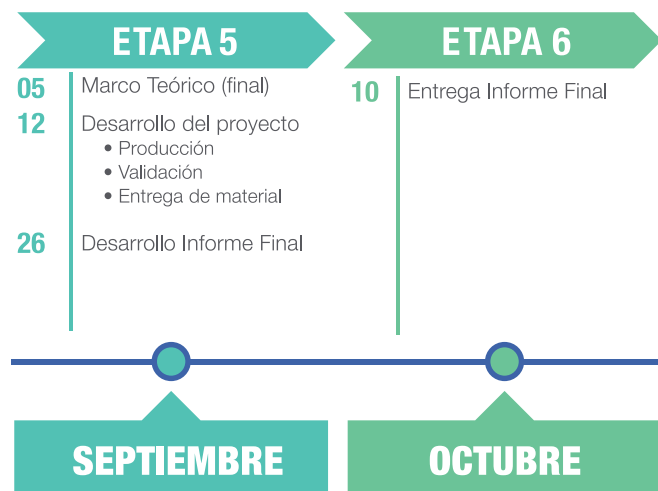 ETAPA 5
05 Marco Teórico (final)
12 Desarrollo del proyecto
• Producción
• Validación
• Entrega de material
26 Desarrollo Informe Final
SEPTIEMBRE
ETAPA 6
10 Entrega Informe Final
OCTUBRE